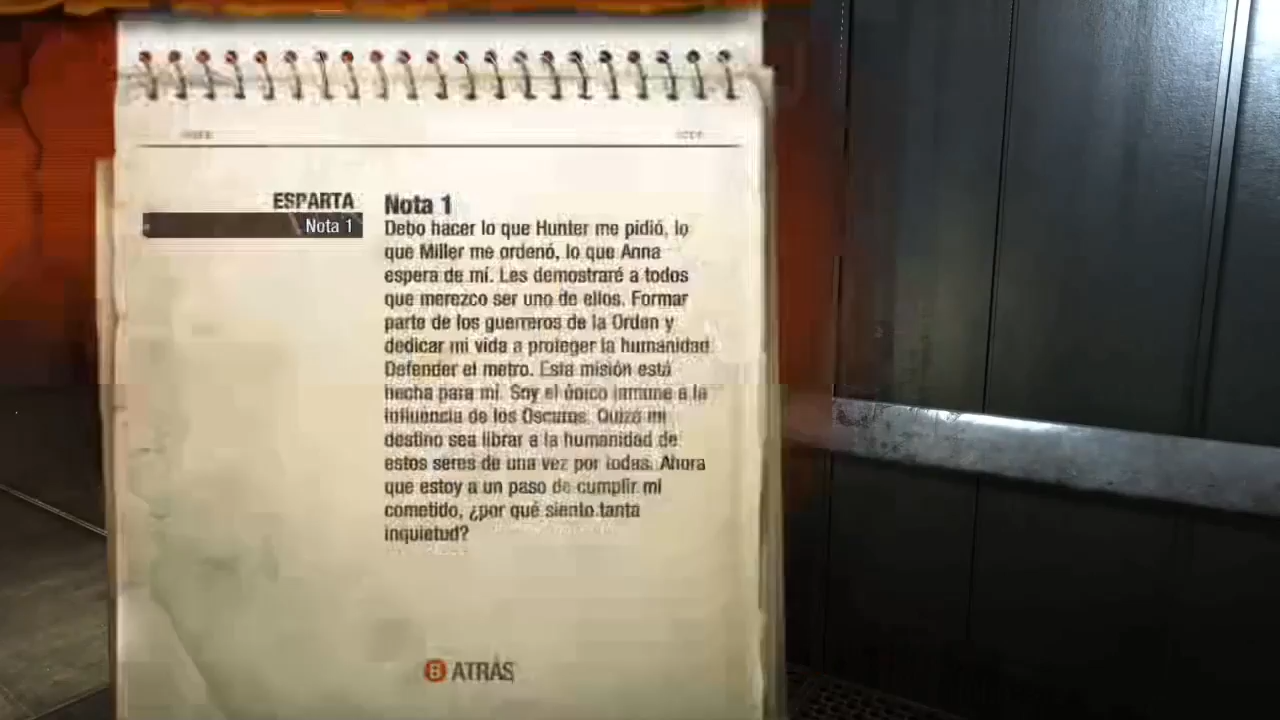 ESPARTA
Nota 1
Nota 1
Debo hacer lo que Hunter me pidió, lo
que Miller me ordenó, lo que Anna
espera de mí. Les demostraré a todos
que merezco ser uno de ellos. Formar
parte de los guerreros de la Orden y
dedicar mi vida a proteger la humanidad.
Defender el metro. Esta misión está
hecha para mí. Soy el único inmune a la
influencia de los Oscuros. Quizá mi
destino sea librar a la humanidad de
estos seres de una vez por todas. Ahora
que estoy a un paso de cumplir mi
cometido, ¿por qué siento tanta
inquietud?
B ATRÁS